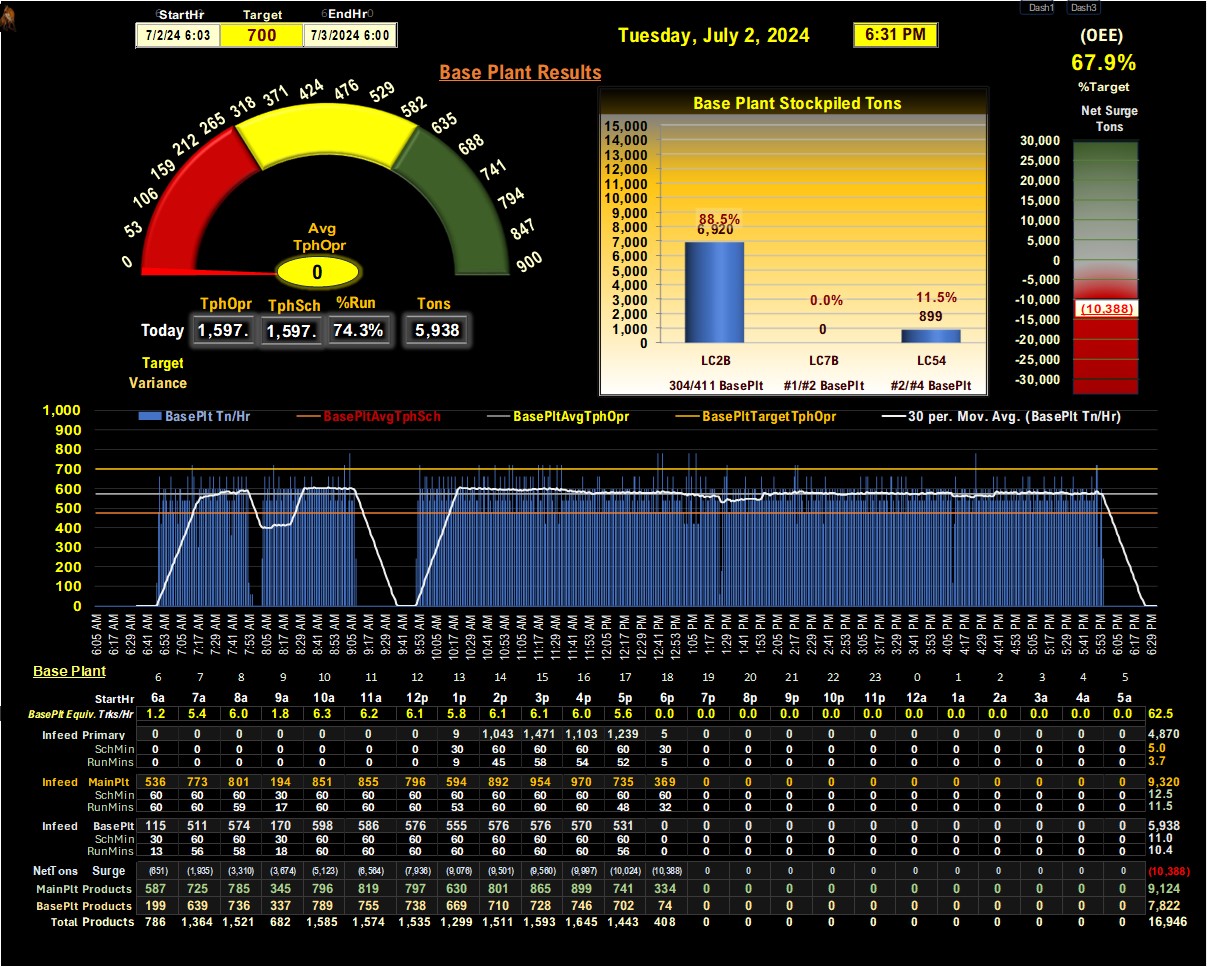 StartHr Target EndHr Dash1 Dash3
7/2/24 6:03 700 7/3/2024 6:00 Tuesday, July 2, 2024 6:31 PM (OEE)
67.9%
%Target
Base Plant Results
Net Surge
Tons
0 53 106 159 212 265 318 371 424 476 529 582 635 688 741 794 847 900
Avg
TphOpr
0
TphOpr TphSch %Run Tons
Today 1,597. 1,597. 74.3% 5,938
Target
Variance
Base Plant Stockpiled Tons
15,000
14,000
13,000
12,000
11,000
10,000
9,000
8,000
7,000
6,000
5,000
4,000
3,000
2,000
1,000
0
88.5% 0.0% 11.5%
6,920 0 899
LC2B LC7B LC54
304/411 BasePlt #1/#2 BasePlt #2/#4 BasePlt
30,000
25,000
20,000
15,000
10,000
5,000
0
-5,000
-10,000
(10,388)
-15,000
-20,000
-25,000
-30,000
BasePlt Tn/Hr BasePltAvgTphSch BasePltAvgTphOpr BasePltTargetTphOpr 30 per. Mov. Avg. (BasePlt Tn/Hr)
1,000
900
800
700
600
500
400
300
200
100
0
6:05 AM 6:17 AM 6:29 AM 6:41 AM 6:53 AM 7:05 AM 7:17 AM 7:29 AM 7:41 AM 7:53 AM 8:05 AM 8:17 AM 8:29 AM 8:41 AM 8:53 AM 9:05 AM 9:17 AM 9:29 AM 9:41 AM 9:53 AM 10:05 AM 10:17 AM 10:29 AM 10:41 AM 10:53 AM 11:05 AM 11:17 AM 11:29 AM 11:41 AM 11:53 AM 12:05 PM 12:17 PM 12:29 PM 12:41 PM 12:53 PM 1:05 PM 1:17 PM 1:29 PM 1:41 PM 1:53 PM 2:05 PM 2:17 PM 2:29 PM 2:41 PM 2:53 PM 3:05 PM 3:17 PM 3:29 PM 3:41 PM 3:53 PM 4:05 PM 4:17 PM 4:29 PM 4:41 PM 4:53 PM 5:05 PM 5:17 PM 5:29 PM 5:41 PM 5:53 PM 6:05 PM 6:17 PM 6:29 PM
Base Plant 6 7 8 9 10 11 12 13 14 15 16 17 18 19 20 21 22 23 0 1 2 3 4 5
StartHr 6a 7a 8a 9a 10a 11a 12p 1p 2p 3p 4p 5p 6p 7p 8p 9p 10p 11p 12a 1a 2a 3a 4a 5a
BasePlt Equiv. Trks/Hr 1.2 5.4 6.0 1.8 6.3 6.2 6.1 5.8 6.1 6.1 6.0 5.6 0.0 0.0 0.0 0.0 0.0 0.0 0.0 0.0 0.0 0.0 0.0 0.0 62.5
Infeed Primary 0 0 0 0 0 0 0 9 1,043 1,471 1,103 1,239 5 0 0 0 0 0 0 0 0 0 0 0 4,870
SchMin 0 0 0 0 0 0 0 30 60 60 60 60 30 0 0 0 0 0 0 0 0 0 0 0 5.0
RunMins 0 0 0 0 0 0 0 9 45 58 54 52 5 0 0 0 0 0 0 0 0 0 0 0 3.7
Infeed MainPlt 536 773 801 194 851 855 796 594 892 954 970 735 369 0 0 0 0 0 0 0 0 0 0 0 9,320
SchMin 60 60 60 30 60 60 60 60 60 60 60 60 60 0 0 0 0 0 0 0 0 0 0 0 12.5
RunMins 60 60 59 17 60 60 60 53 60 60 60 48 32 0 0 0 0 0 0 0 0 0 0 0 11.5
Infeed BasePlt 115 511 574 170 598 586 576 555 576 576 570 531 0 0 0 0 0 0 0 0 0 0 0 0 5,938
SchMin 30 60 60 30 60 60 60 60 60 60 60 60 0 0 0 0 0 0 0 0 0 0 0 0 11.0
RunMins 13 56 58 18 60 60 60 60 60 60 60 56 0 0 0 0 0 0 0 0 0 0 0 0 10.4
NetTons Surge (651) (1,935) (3,310) (3,674) (5,123) (6,564) (7,936) (9,076) (9,501) (9,560) (9,997) (10,024) (10,388) 0 0 0 0 0 0 0 0 0 0 0 (10,388)
MainPlt Products 587 725 785 345 796 819 797 630 801 865 899 741 334 0 0 0 0 0 0 0 0 0 0 0 9,124
BasePlt Products 199 639 736 337 789 755 738 669 710 728 746 702 74 0 0 0 0 0 0 0 0 0 0 0 7,822
Total Products 786 1,364 1,521 682 1,585 1,574 1,535 1,299 1,511 1,593 1,645 1,443 408 0 0 0 0 0 0 0 0 0 0 0 16,946